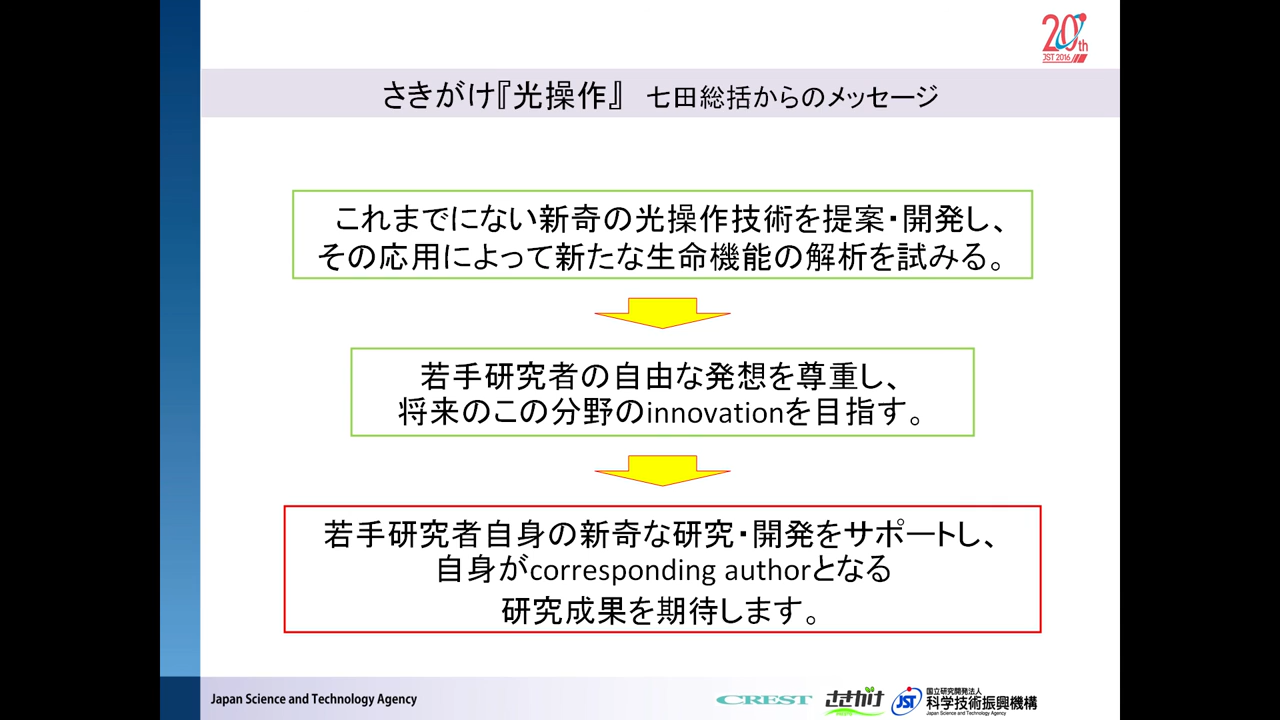 20th
JST 2016
さきがけ『光操作』 七田総括からのメッセージ
これまでにない新奇の光操作技術を提案・開発し、
その応用によって新たな生命機能の解析を試みる。
若手研究者の自由な発想を尊重し、
将来のこの分野のinnovationを目指す。
若手研究者自身の新奇な研究・開発をサポートし、
自身がcorresponding authorとなる
研究成果を期待します。
Japan Science and Technology Agency
CREST
さきがけ
JST
国立研究開発法人
科学技術振興機構
Japan Science and Technology Agency